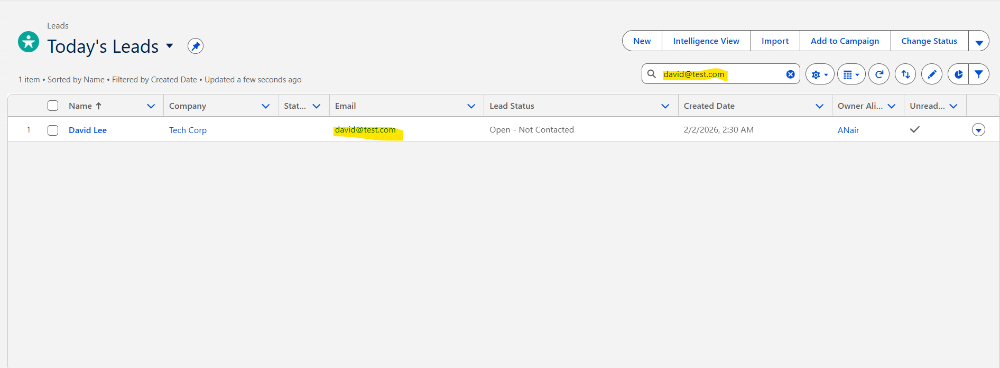 Leads
Today's Leads
New Intelligence View Import Add to Campaign Change Status
1 item • Sorted by Name • Filtered by Created Date • Updated a few seconds ago
david@test.com
Name Company Stat... Email Lead Status Created Date Owner Ali... Unread...
1 David Lee Tech Corp david@test.com Open - Not Contacted 2/2/2026, 2:30 AM ANair